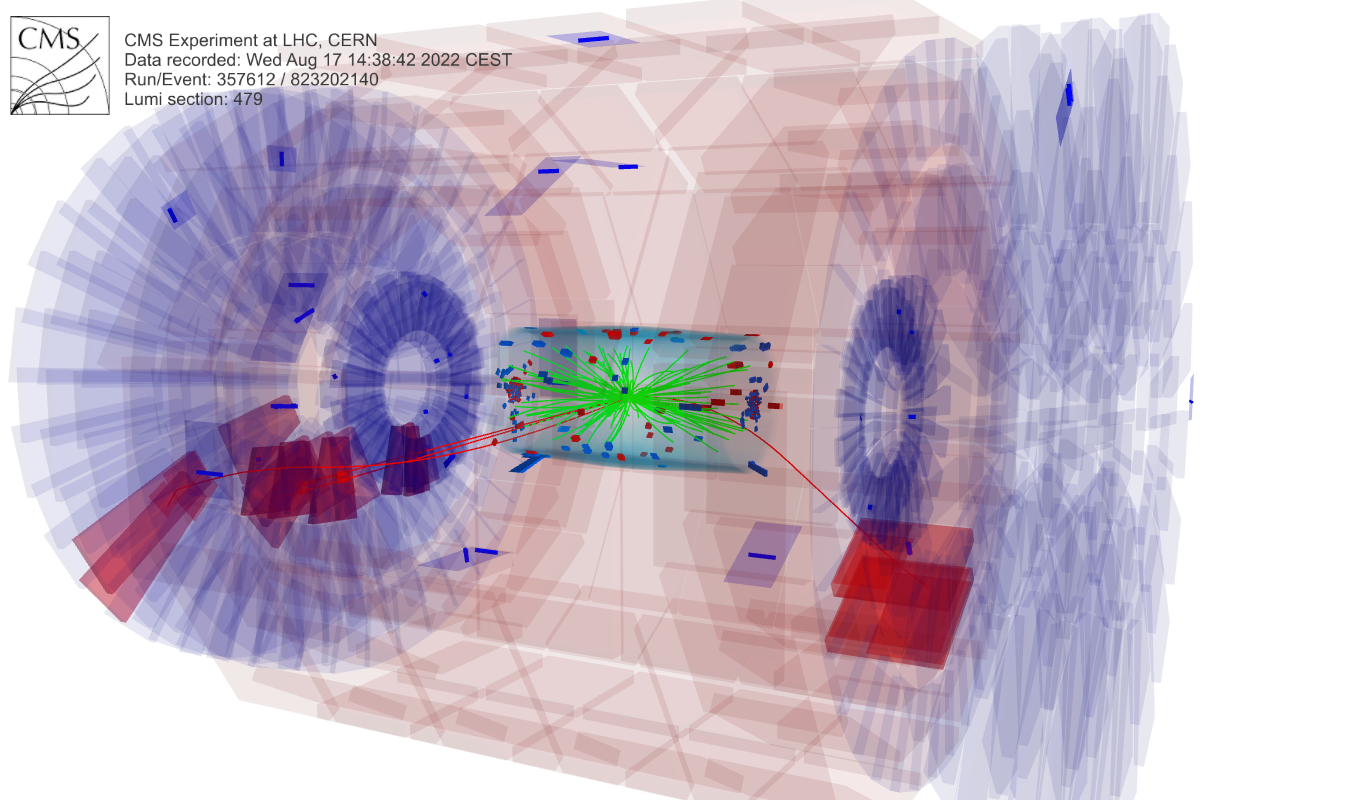 CMS
CMS Experiment at LHC, CERN
Data recorded: Wed Aug 17 14:38:42 2022 CEST
Run/Event: 357612 / 823202140
Lumi section: 479